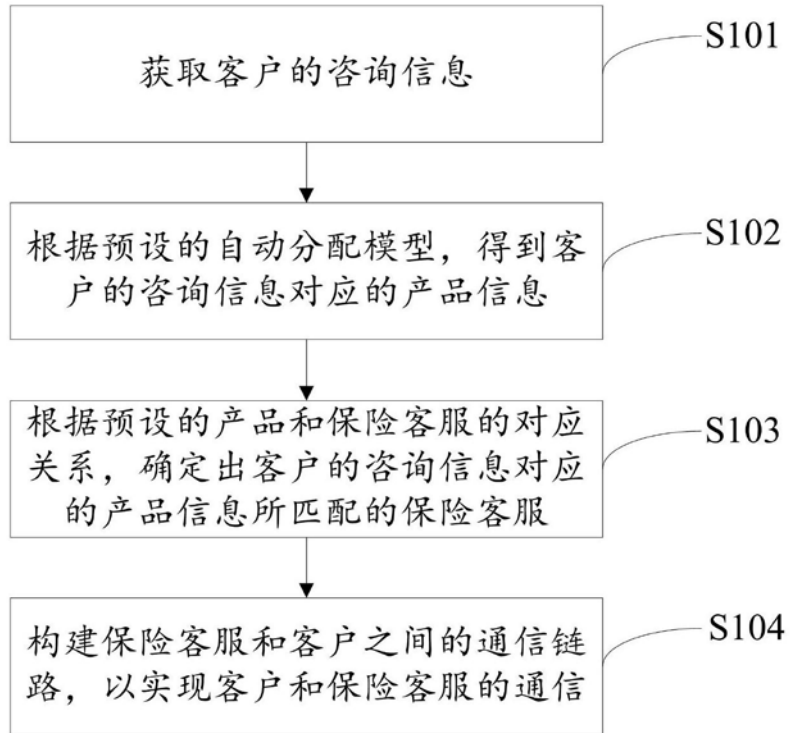 获取客户的咨询信息
S101
根据预设的自动分配模型，得到客
户的咨询信息对应的产品信息
S102
根据预设的产品和保险客服的对应
关系，确定出客户的咨询信息对应
的产品信息所匹配的保险客服
S103
构建保险客服和客户之间的通信链
路，以实现客户和保险客服的通信
S104